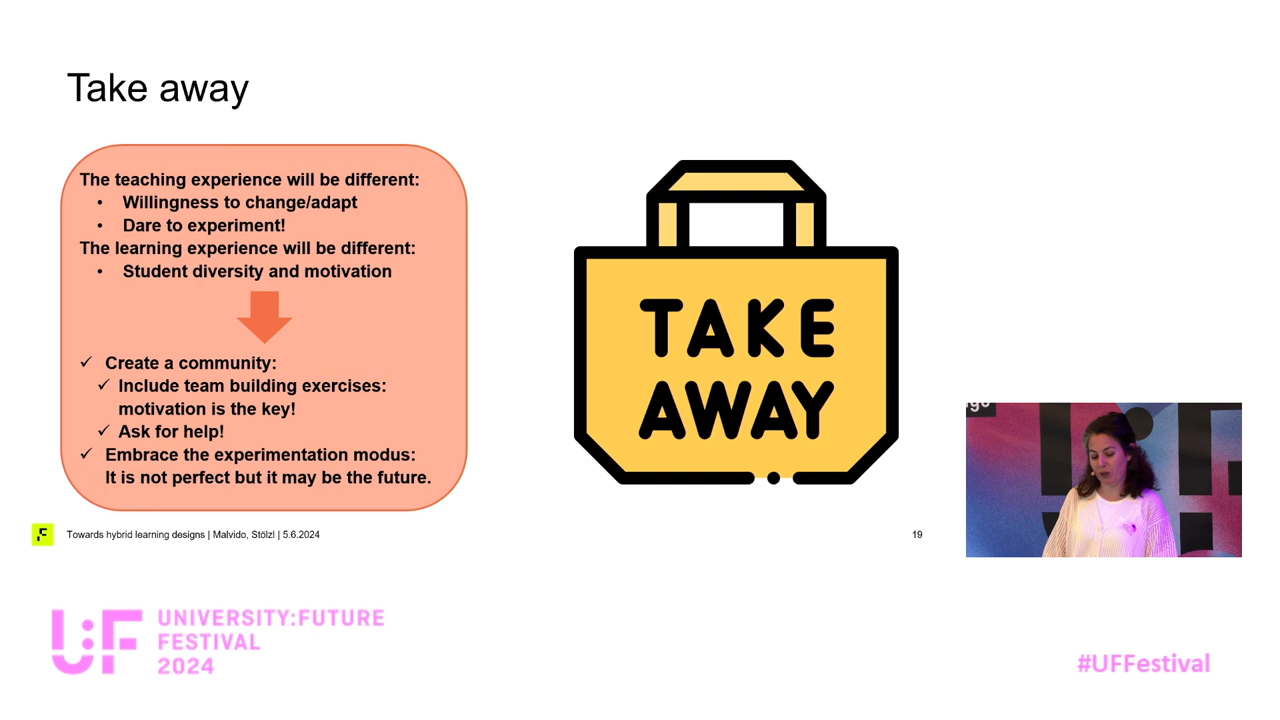 Take away
The teaching experience will be different:
• Willingness to change/adapt
• Dare to experiment!
The learning experience will be different:
• Student diversity and motivation
✓ Create a community:
✓ Include team building exercises:
motivation is the key!
✓ Ask for help!
✓ Embrace the experimentation modus:
It is not perfect but it may be the future.
TAKE
AWAY
Towards hybrid learning designs | Malvido, Stölzl | 5.6.2024
19
U:F
UNIVERSITY:FUTURE
FESTIVAL
2024
#UFFestival